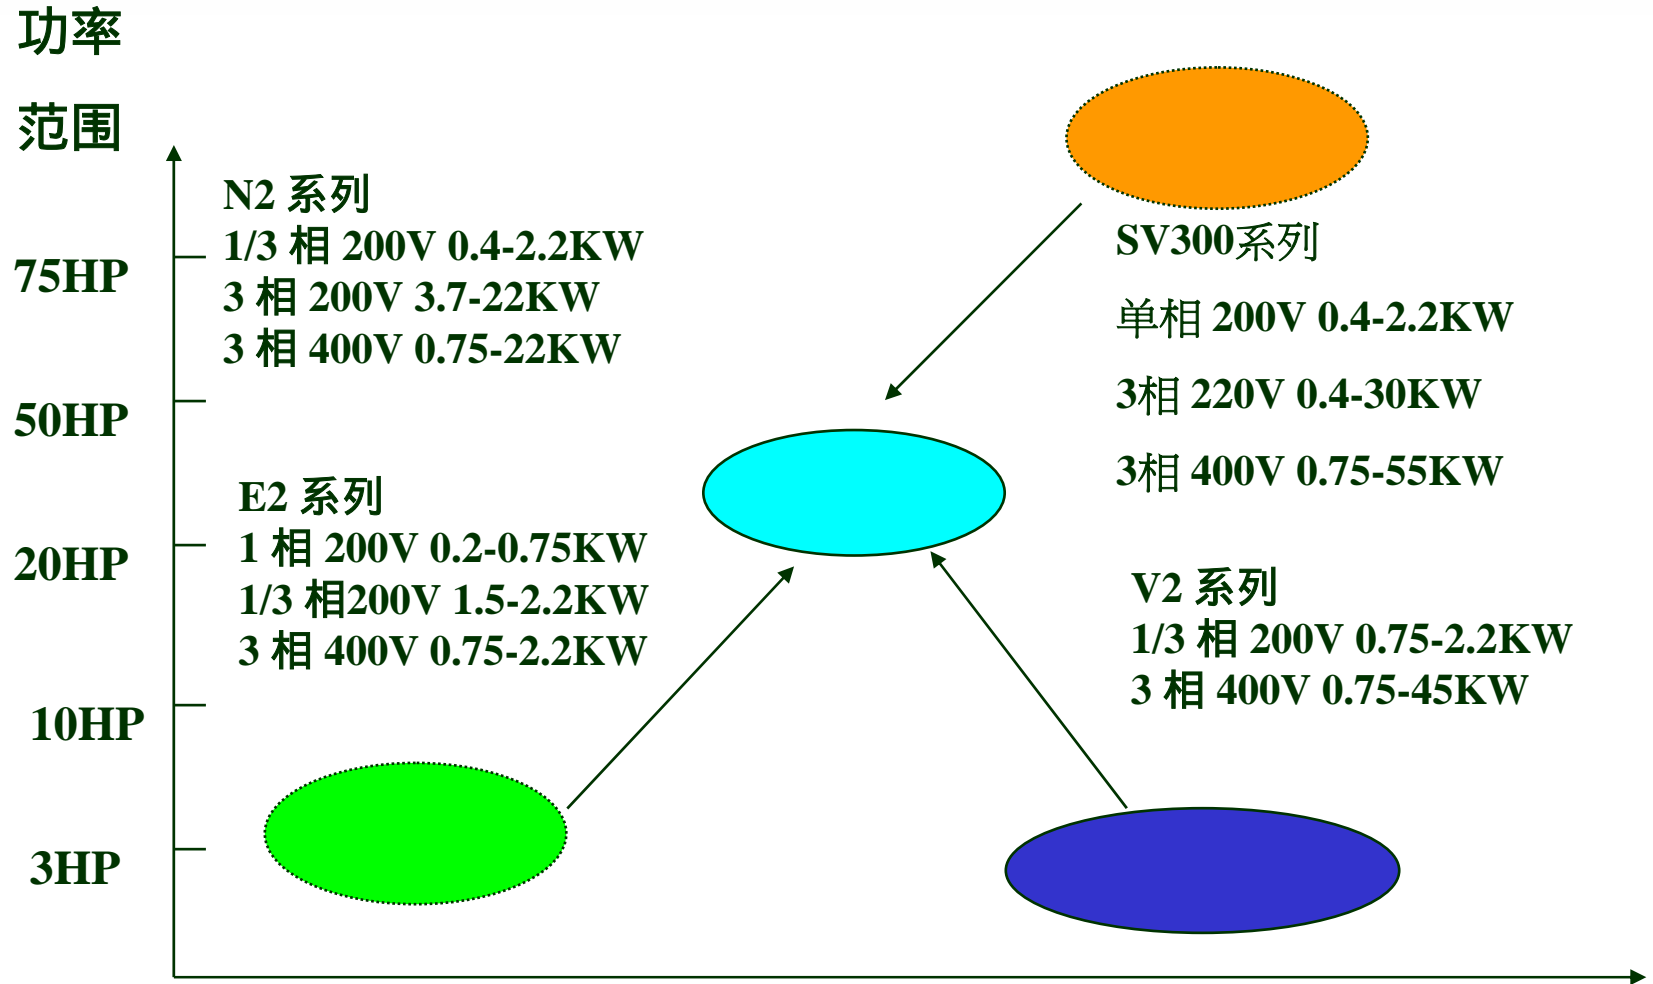 功率
范围
75HP
50HP
20HP
10HP
3HP
N2 系列
1/3 相 200V 0.4-2.2KW
3 相 200V 3.7-22KW
3 相 400V 0.75-22KW
E2 系列
1 相 200V 0.2-0.75KW
1/3 相200V 1.5-2.2KW
3 相 400V 0.75-2.2KW
SV300系列
单相 200V 0.4-2.2KW
3相 220V 0.4-30KW
3相 400V 0.75-55KW
V2 系列
1/3 相 200V 0.75-2.2KW
3 相 400V 0.75-45KW